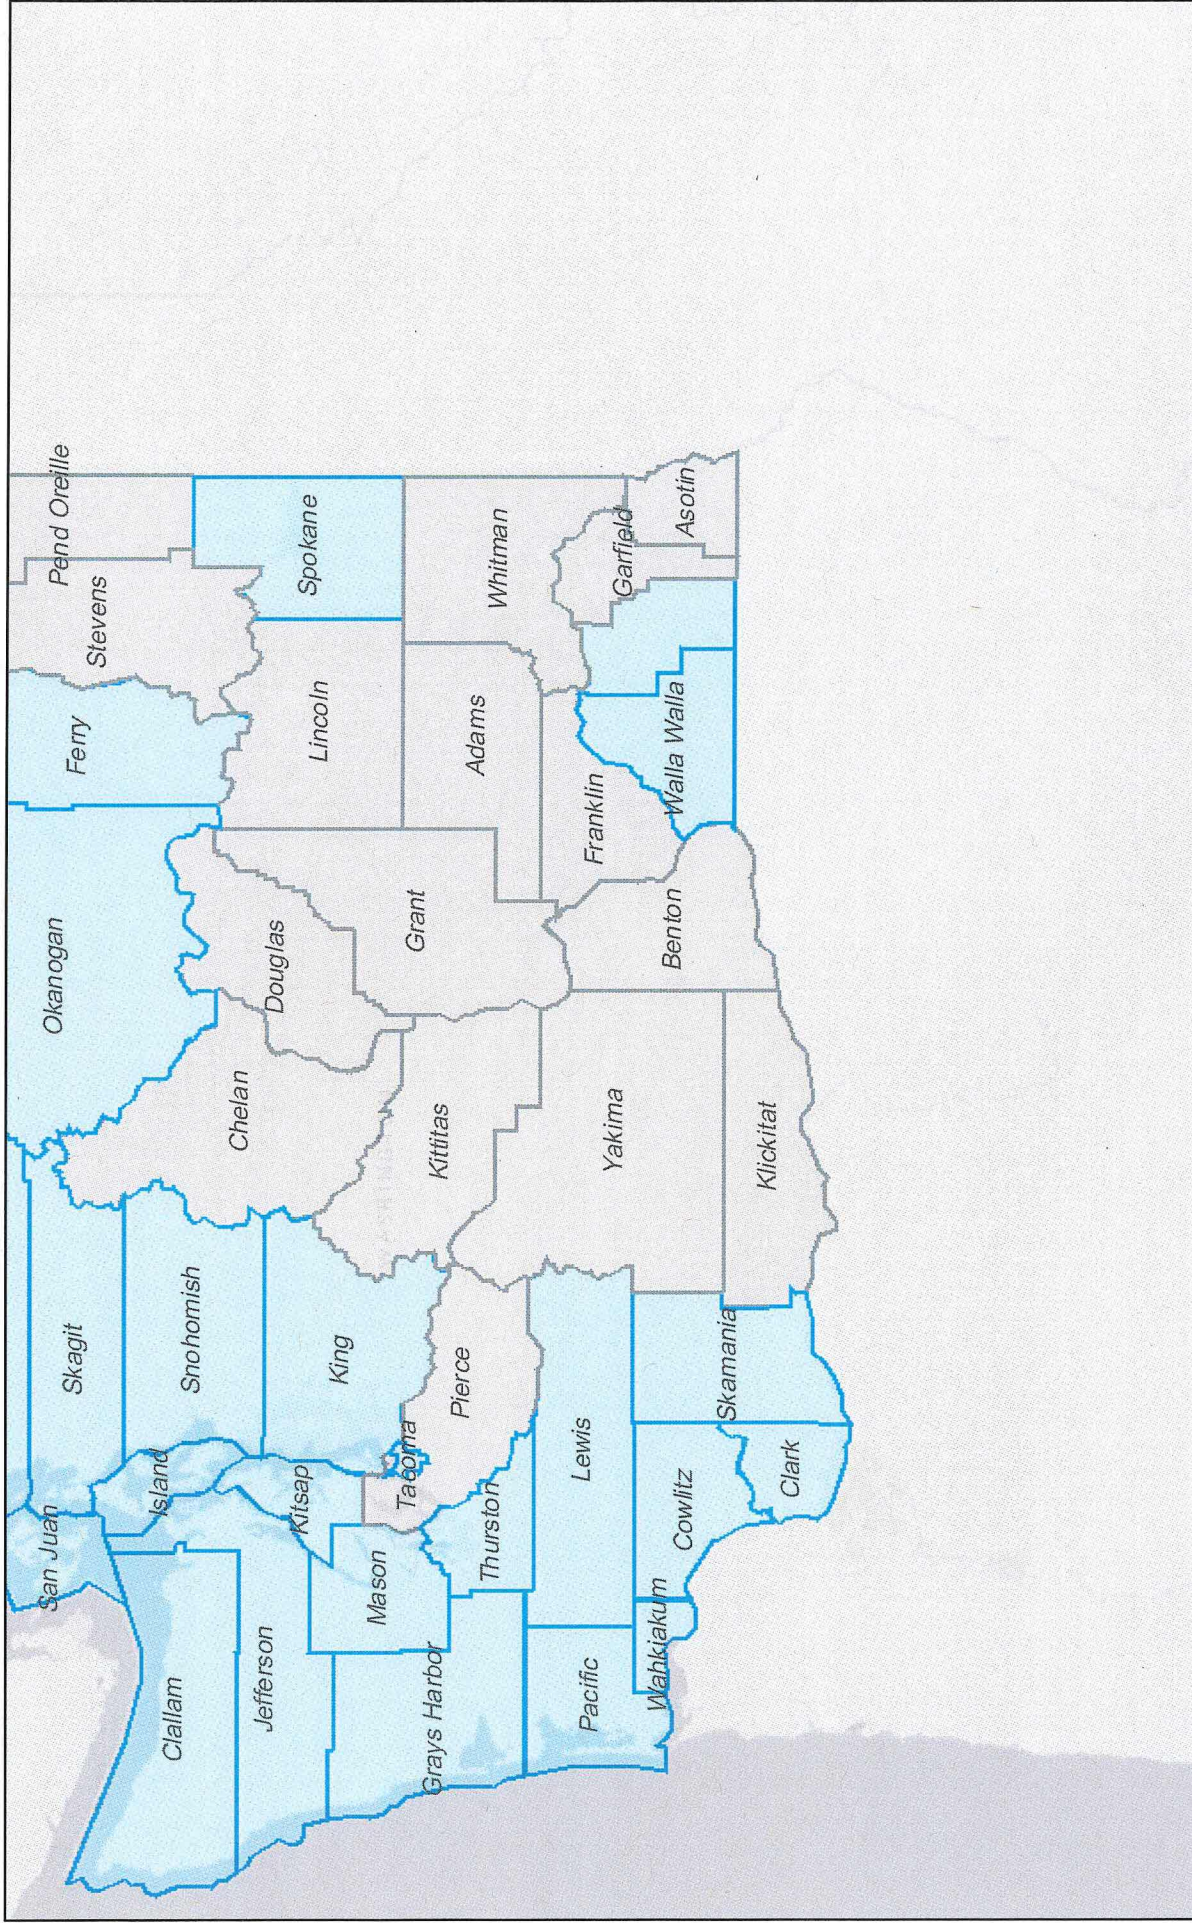 Pend Oreille
Stevens
Ferry
Okanogan
Skagit
San Juan
Island
Snohomish
Chelan
Douglas
Lincoln
Spokane
Clallam
Jefferson
Kitsap
King
Grant
Adams
Whitman
Mason
Tacoma
Kittitas
Grays Harbor
Thurston
Pierce
Yakima
Franklin
Garfield
Asotin
Walla Walla
Benton
Pacific
Lewis
Wahkiakum
Cowlitz
Skamania
Clark
Klickitat